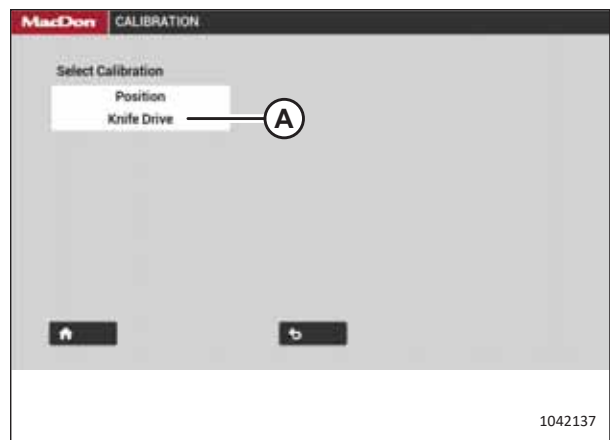 MacDon CALIBRATION
Select Calibration
Position
Knife Drive
A
1042137